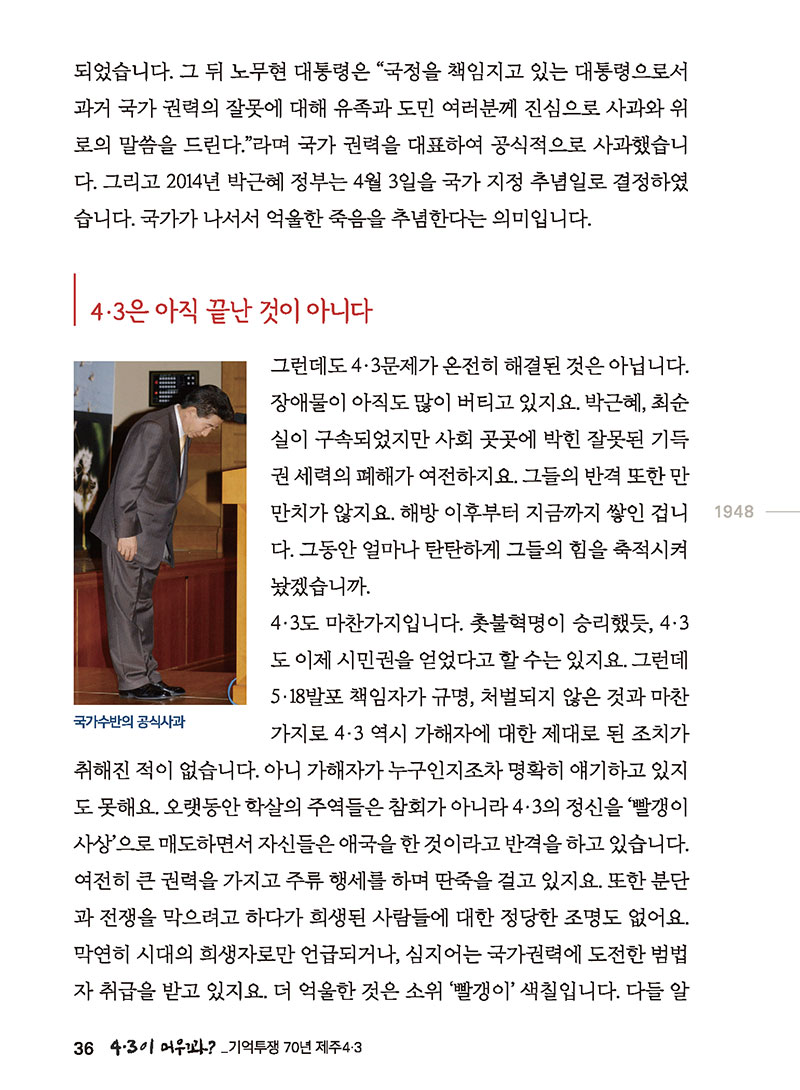 되었습니다. 그 뒤 노무현 대통령은 “국정을 책임지고 있는 대통령으로서
과거 국가 권력의 잘못에 대해 유족과 도민 여러분께 진심으로 사과와 위
로의 말씀을 드린다.”라며 국가 권력을 대표하여 공식적으로 사과했습니
다. 그리고 2014년 박근혜 정부는 4월 3일을 국가 지정 추념일로 결정하였
습니다. 국가가 나서서 억울한 죽음을 추념한다는 의미입니다.
4·3은 아직 끝난 것이 아니다
그런데도 4·3문제가 온전히 해결된 것은 아닙니다.
장애물이 아직도 많이 버티고 있지요. 박근혜, 최순
실이 구속되었지만 사회 곳곳에 박힌 잘못된 기득
권 세력의 폐해가 여전하지요. 그들의 반격 또한 만
만치가 않지요. 해방 이후부터 지금까지 쌓인 겁니
다. 그동안 얼마나 탄탄하게 그들의 힘을 축적시켜
놨겠습니까.
4·3도 마찬가지입니다. 촛불혁명이 승리했듯, 4·3
도 이제 시민권을 얻었다고 할 수는 있지요. 그런데
5·18발포 책임자가 규명, 처벌되지 않은 것과 마찬
가지로 4·3 역시 가해자에 대한 제대로 된 조치가
취해진 적이 없습니다. 아니 가해자가 누구인지조차 명확히 얘기하고 있지
도 못해요. 오랫동안 학살의 주역들은 참회가 아니라 4·3의 정신을 ‘빨갱이
사상’으로 매도하면서 자신들은 애국을 한 것이라고 반격을 하고 있습니다.
여전히 큰 권력을 가지고 주류 행세를 하며 딴죽을 걸고 있지요. 또한 분단
과 전쟁을 막으려고 하다가 희생된 사람들에 대한 정당한 조명도 없어요.
막연히 시대의 희생자로만 언급되거나, 심지어는 국가권력에 도전한 범법
자 취급을 받고 있지요. 더 억울한 것은 소위 ‘빨갱이’ 색칠입니다. 다들 알
국가수반의 공식사과
1948
36 4·3이 머우꽈? _기억투쟁 70년 제주4·3